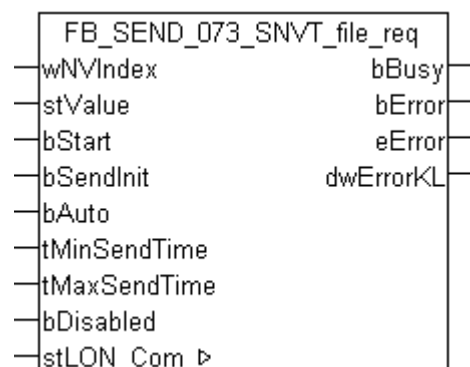 FB_SEND_073_SNVT_file_req
wNVIndex bBusy
stValue bError
bStart eError
bSendInit dwErrorKL
bAuto
tMinSendTime
tMaxSendTime
bDisabled
stLON_Com ▷